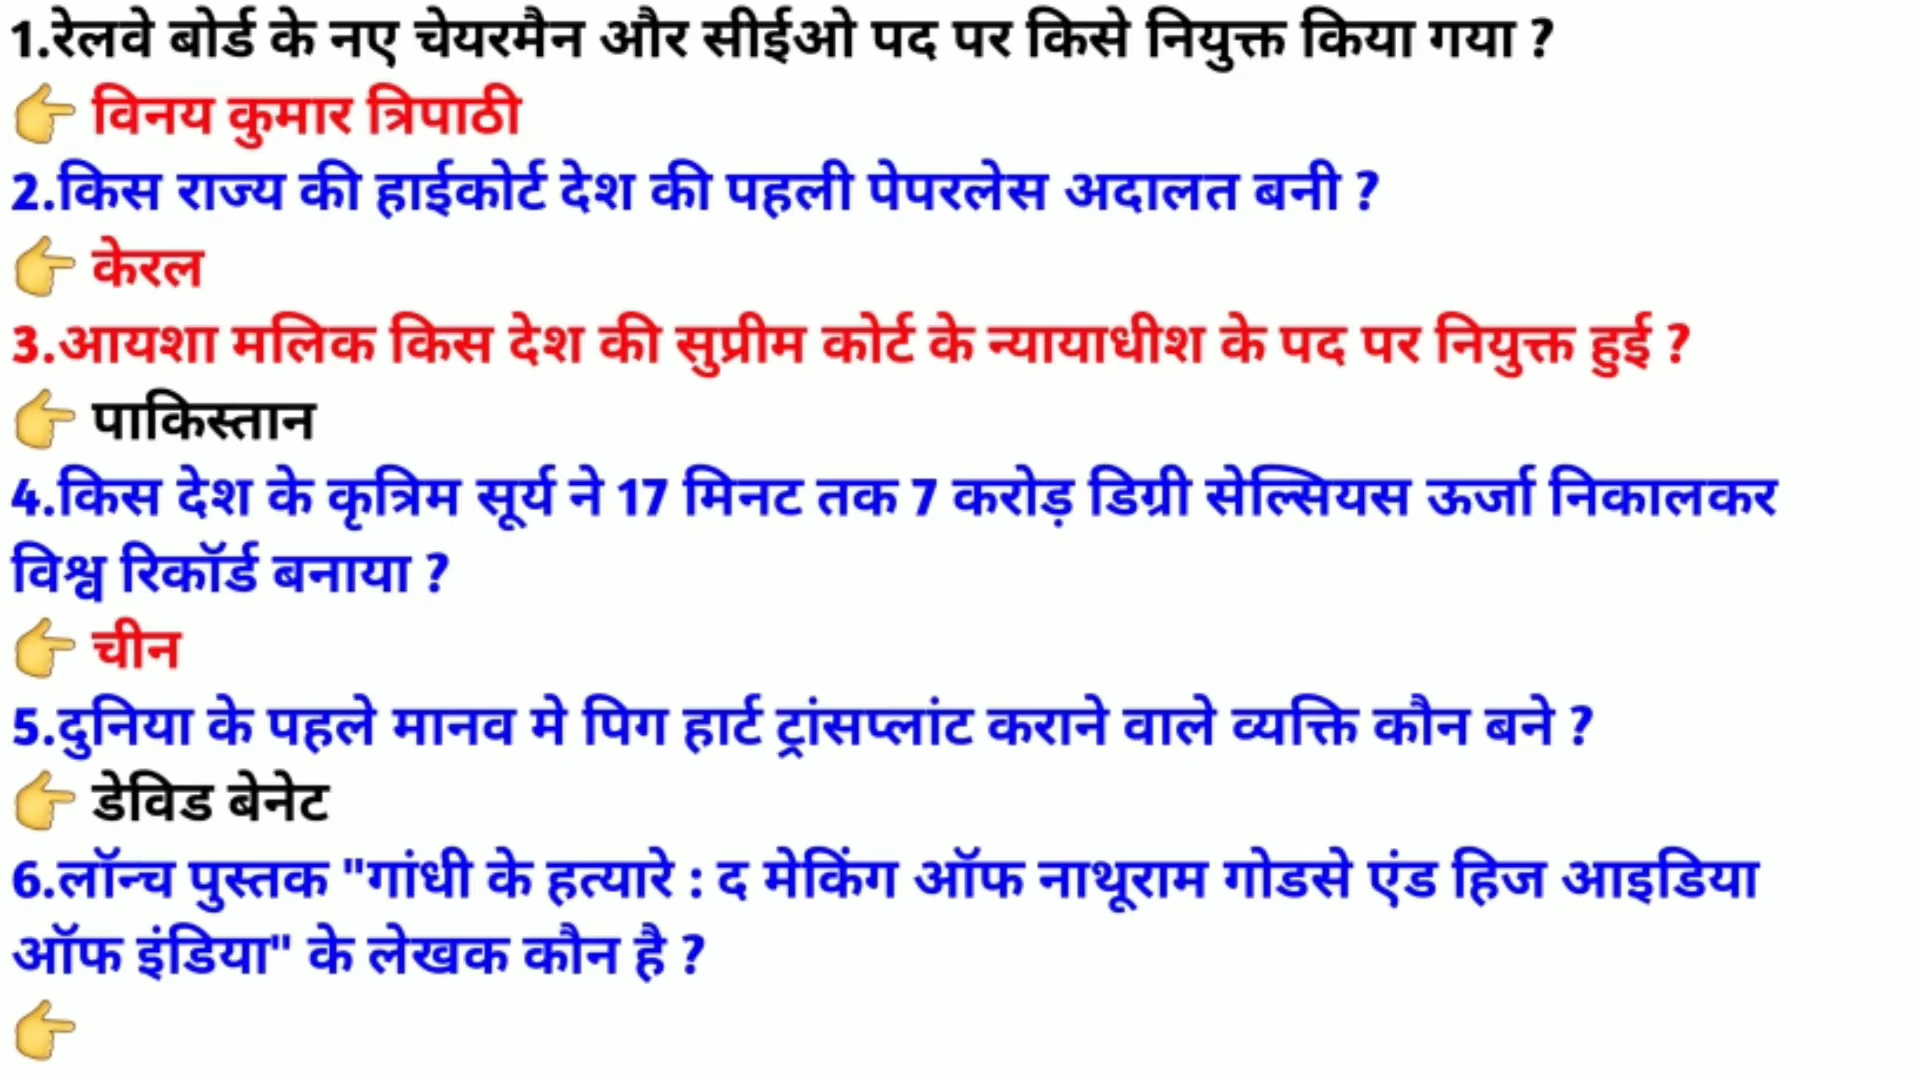 1.रेलवे बोर्ड के नए चेयरमैन और सीईओ पद पर किसे नियुक्त किया गया ?
👉 विनय कुमार त्रिपाठी
2.किस राज्य की हाईकोर्ट देश की पहली पेपरलेस अदालत बनी ?
👉 केरल
3.आयशा मलिक किस देश की सुप्रीम कोर्ट के न्यायाधीश के पद पर नियुक्त हुई ?
👉 पाकिस्तान
4.किस देश के कृत्रिम सूर्य ने 17 मिनट तक 7 करोड़ डिग्री सेल्सियस ऊर्जा निकालकर
विश्व रिकॉर्ड बनाया ?
👉 चीन
5.दुनिया के पहले मानव मे पिग हार्ट ट्रांसप्लांट कराने वाले व्यक्ति कौन बने ?
👉 डेविड बेनेट
6.लॉन्च पुस्तक "गांधी के हत्यारे : द मेकिंग ऑफ नाथूराम गोडसे एंड हिज आइडिया
ऑफ इंडिया" के लेखक कौन है ?
👉